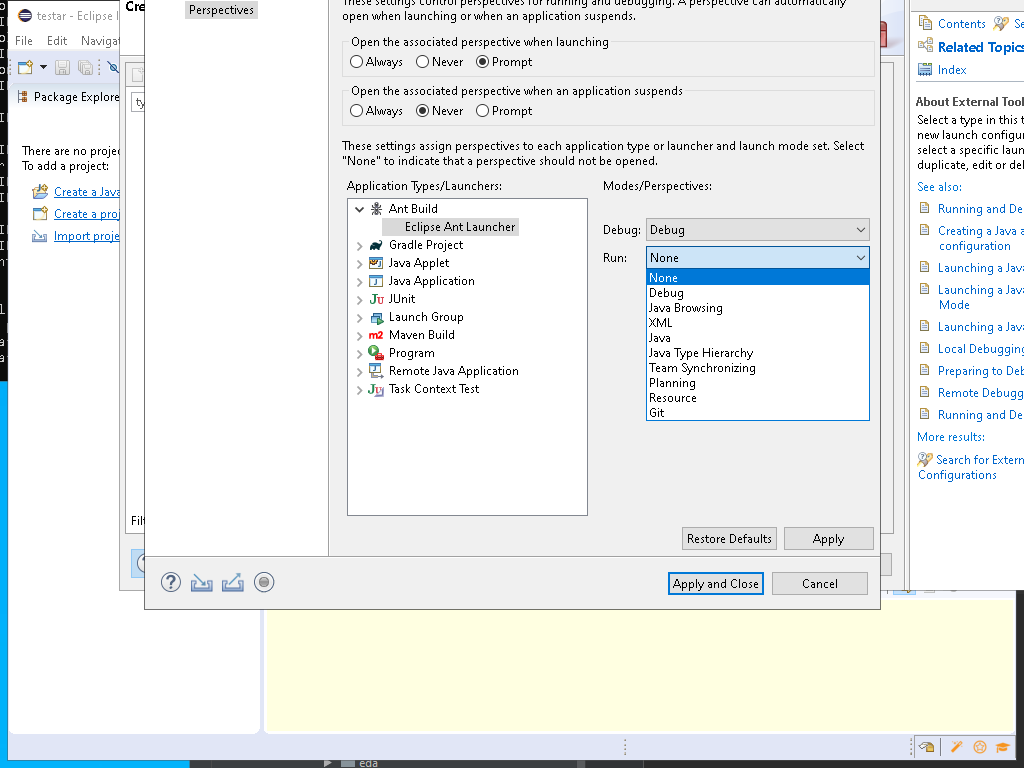 testar - Eclipse I
File Edit Navigat
Package Explore
There are no projec
To add a project:
Create a Java
Create a proj
Import proje
Cre
ty
Filt
Perspectives
These settings control perspectives for running and debugging. A perspective can automatically
open when launching or when an application suspends.
Open the associated perspective when launching
Always Never Prompt
Open the associated perspective when an application suspends
Always Never Prompt
These settings assign perspectives to each application type or launcher and launch mode set. Select
"None" to indicate that a perspective should not be opened.
Application Types/Launchers:
Ant Build
Eclipse Ant Launcher
Gradle Project
Java Applet
Java Application
JUnit
Launch Group
Maven Build
Program
Remote Java Application
Task Context Test
Modes/Perspectives:
Debug: Debug
Run: None
None
Debug
Java Browsing
XML
Java
Java Type Hierarchy
Team Synchronizing
Planning
Resource
Git
Restore Defaults Apply
Apply and Close Cancel
Contents Se
Related Topics
Index
About External Tool
Select a type in this t
new launch configur
select a specific laun
duplicate, edit or del
See also:
Running and De
Creating a Java a
configuration
Launching a Java
Launching a Java
Mode
Launching a Java
Local Debugging
Preparing to Deb
Remote Debugg
Running and De
More results:
Search for Extern
Configurations
eda